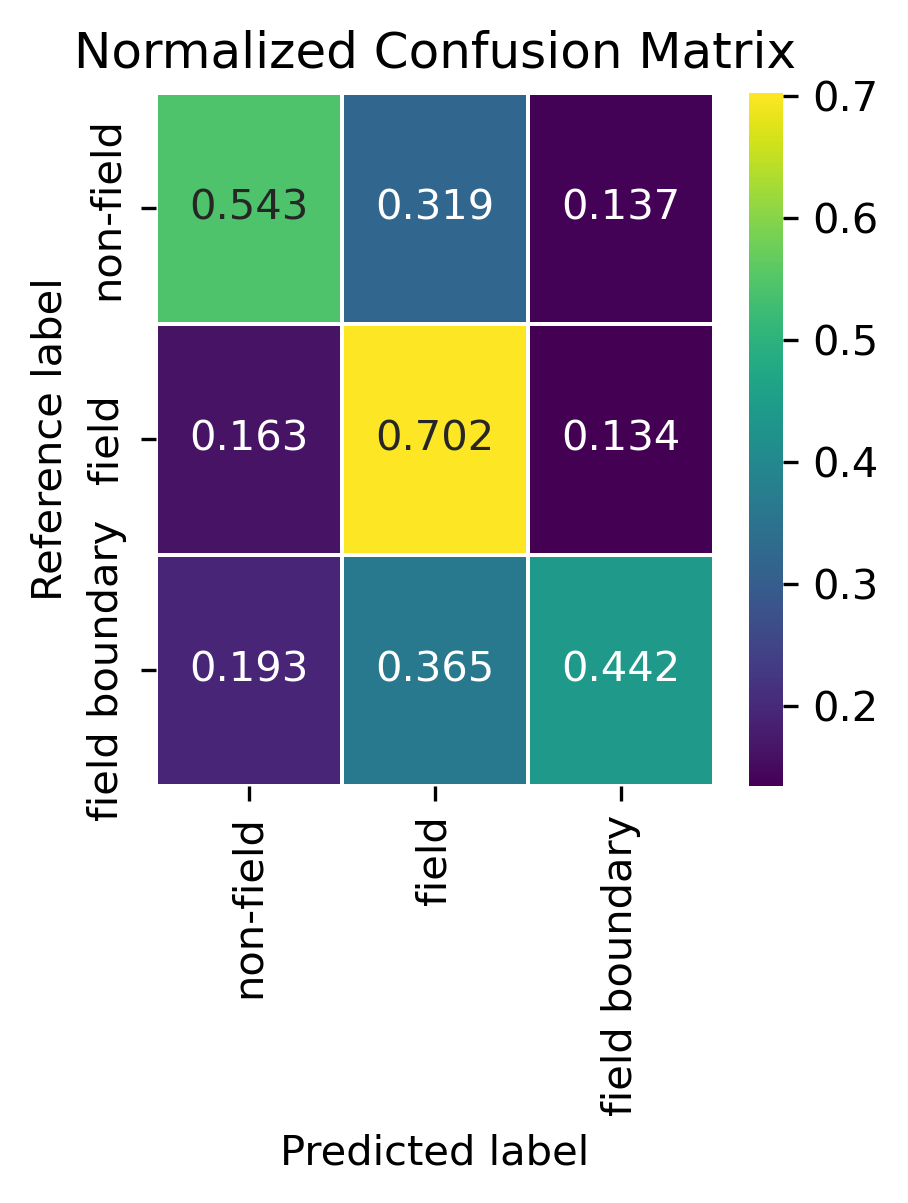 Normalized Confusion Matrix
Reference label
non-field
field
field boundary
0.543 0.319 0.137
0.163 0.702 0.134
0.193 0.365 0.442
0.7
0.6
0.5
0.4
0.3
0.2
non-field
field
field boundary
Predicted label